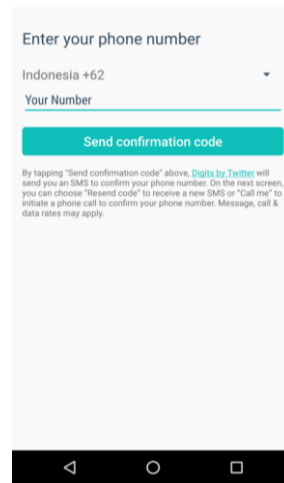 Enter your phone number
Indonesia +62
Your Number
Send confirmation code
By tapping "Send confirmation code" above, Digits by Twitter will
send you an SMS to confirm your phone number. On the next screen,
you can choose "Resend code" to receive a new SMS or "Call me" to
initiate a phone call to confirm your phone number. Message, call &
data rates may apply.